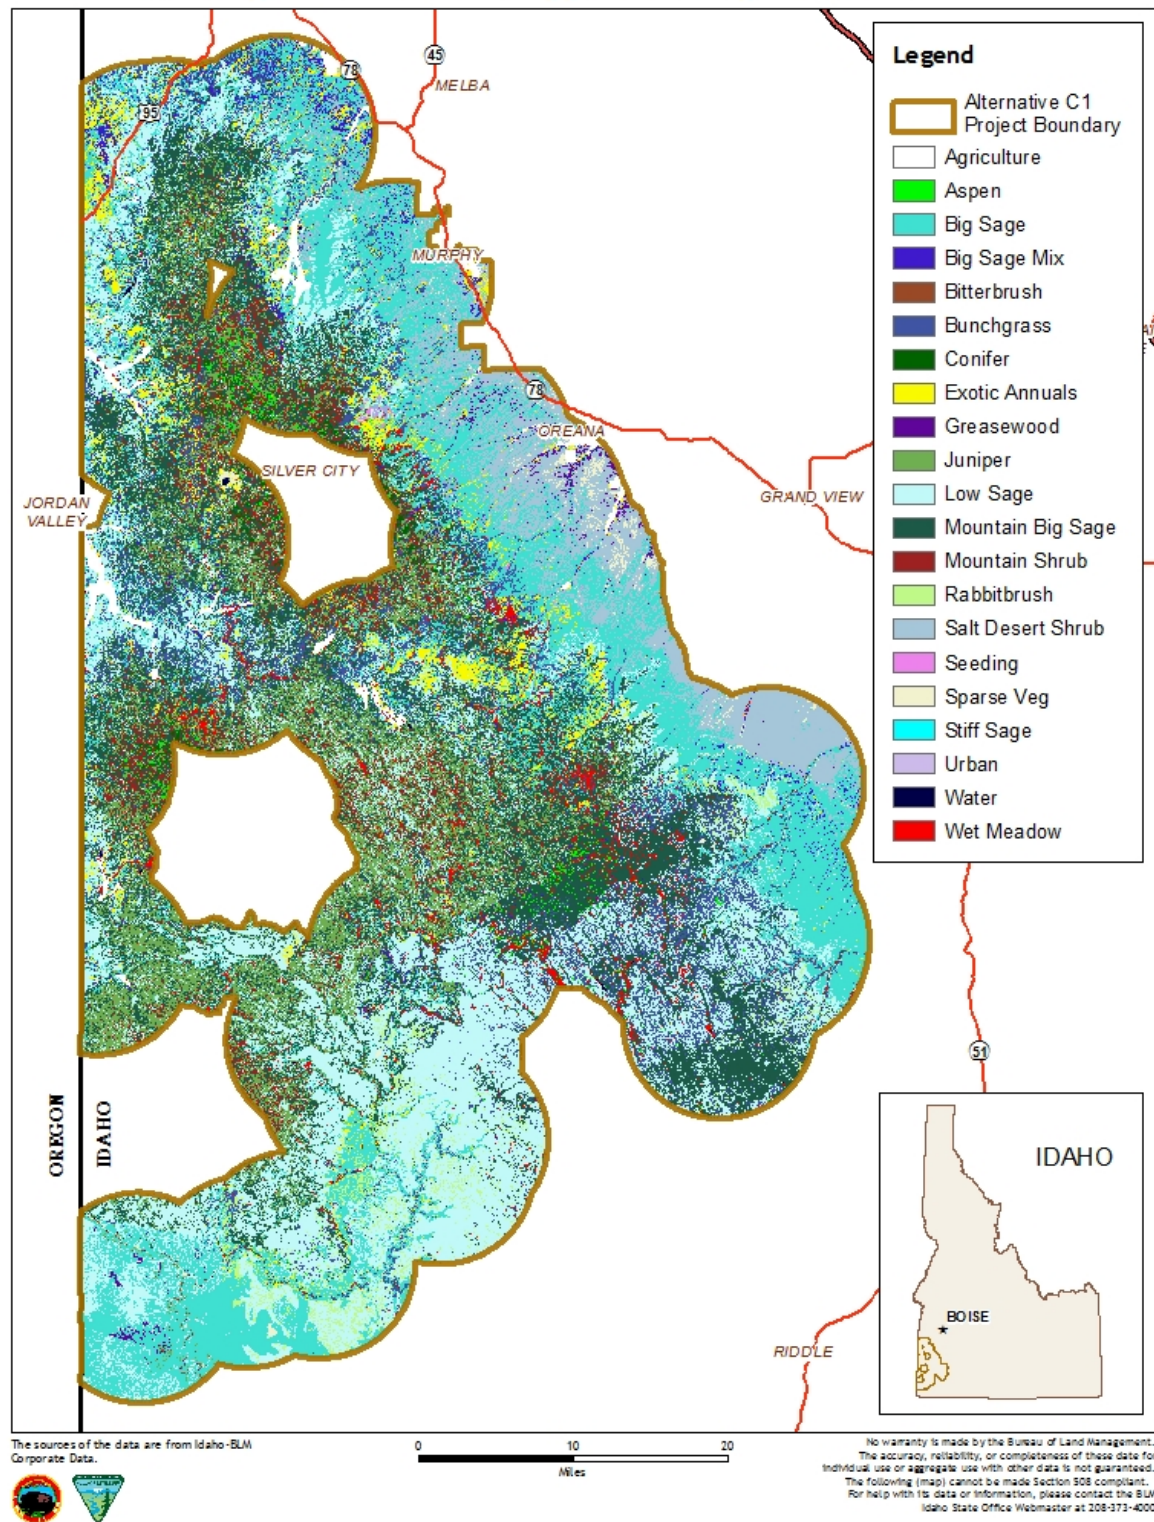 Legend
Alternative C1
Project Boundary
Agriculture
Aspen
Big Sage
Big Sage Mix
Bitterbrush
Bunchgrass
Conifer
Exotic Annuals
Greasewood
Juniper
Low Sage
Mountain Big Sage
Mountain Shrub
Rabbitbrush
Salt Desert Shrub
Seeding
Sparse Veg
Stiff Sage
Urban
Water
Wet Meadow
45
78
MELBA
95
MURPHY
78
OREANA
SILVER CITY
GRAND VIEW
JORDAN
VALLEY
51
OREGON
IDAHO
RIDDLE
IDAHO
BOISE
The sources of the data are from Idaho-BLM
Corporate Data.
0 10 20
Miles
No warranty is made by the Bureau of Land Management.
The accuracy, reliability, or completeness of these date for
individual use or aggregate use with other data is not guaranteed.
The following (map) cannot be made Section 508 compliant.
For help with its data or information, please contact the BLM
Idaho State Office Webmaster at 208-373-4000